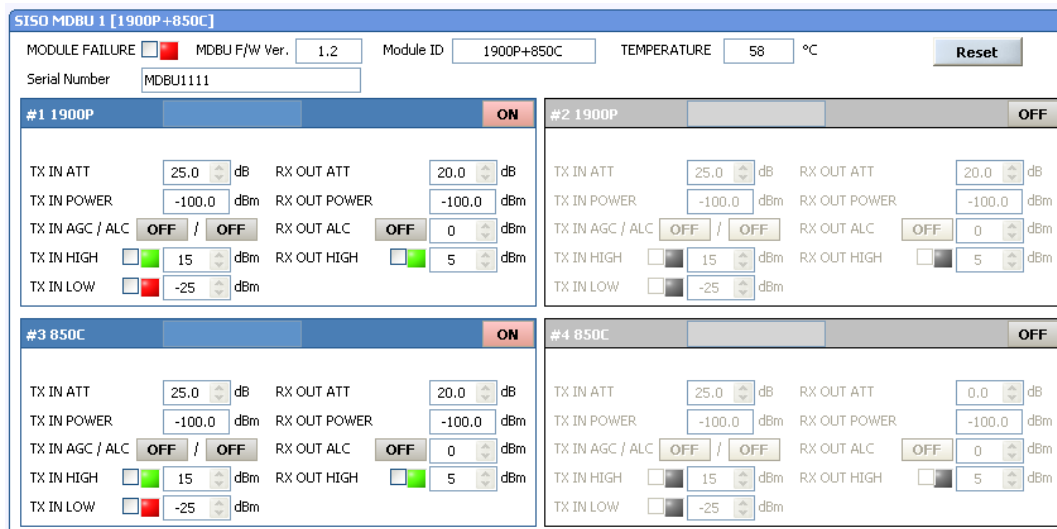 SISO MDBU 1 [1900P+850C]
MODULE FAILURE MDBU F/W Ver. 1.2 Module ID 1900P+850C TEMPERATURE 58 °C Reset
Serial Number MDBU1111
#1 1900P ON
TX IN ATT 25.0 dB RX OUT ATT 20.0 dB
TX IN POWER -100.0 dBm RX OUT POWER -100.0 dBm
TX IN AGC / ALC OFF / OFF RX OUT ALC OFF 0 dBm
TX IN HIGH 15 dBm RX OUT HIGH 5 dBm
TX IN LOW -25 dBm
#2 1900P OFF
TX IN ATT 25.0 dB RX OUT ATT 20.0 dB
TX IN POWER -100.0 dBm RX OUT POWER -100.0 dBm
TX IN AGC / ALC OFF / OFF RX OUT ALC OFF 0 dBm
TX IN HIGH 15 dBm RX OUT HIGH 5 dBm
TX IN LOW -25 dBm
#3 850C ON
TX IN ATT 25.0 dB RX OUT ATT 20.0 dB
TX IN POWER -100.0 dBm RX OUT POWER -100.0 dBm
TX IN AGC / ALC OFF / OFF RX OUT ALC OFF 0 dBm
TX IN HIGH 15 dBm RX OUT HIGH 5 dBm
TX IN LOW -25 dBm
#4 850C OFF
TX IN ATT 25.0 dB RX OUT ATT 0.0 dB
TX IN POWER -100.0 dBm RX OUT POWER -100.0 dBm
TX IN AGC / ALC OFF / OFF RX OUT ALC OFF 0 dBm
TX IN HIGH 15 dBm RX OUT HIGH 5 dBm
TX IN LOW -25 dBm